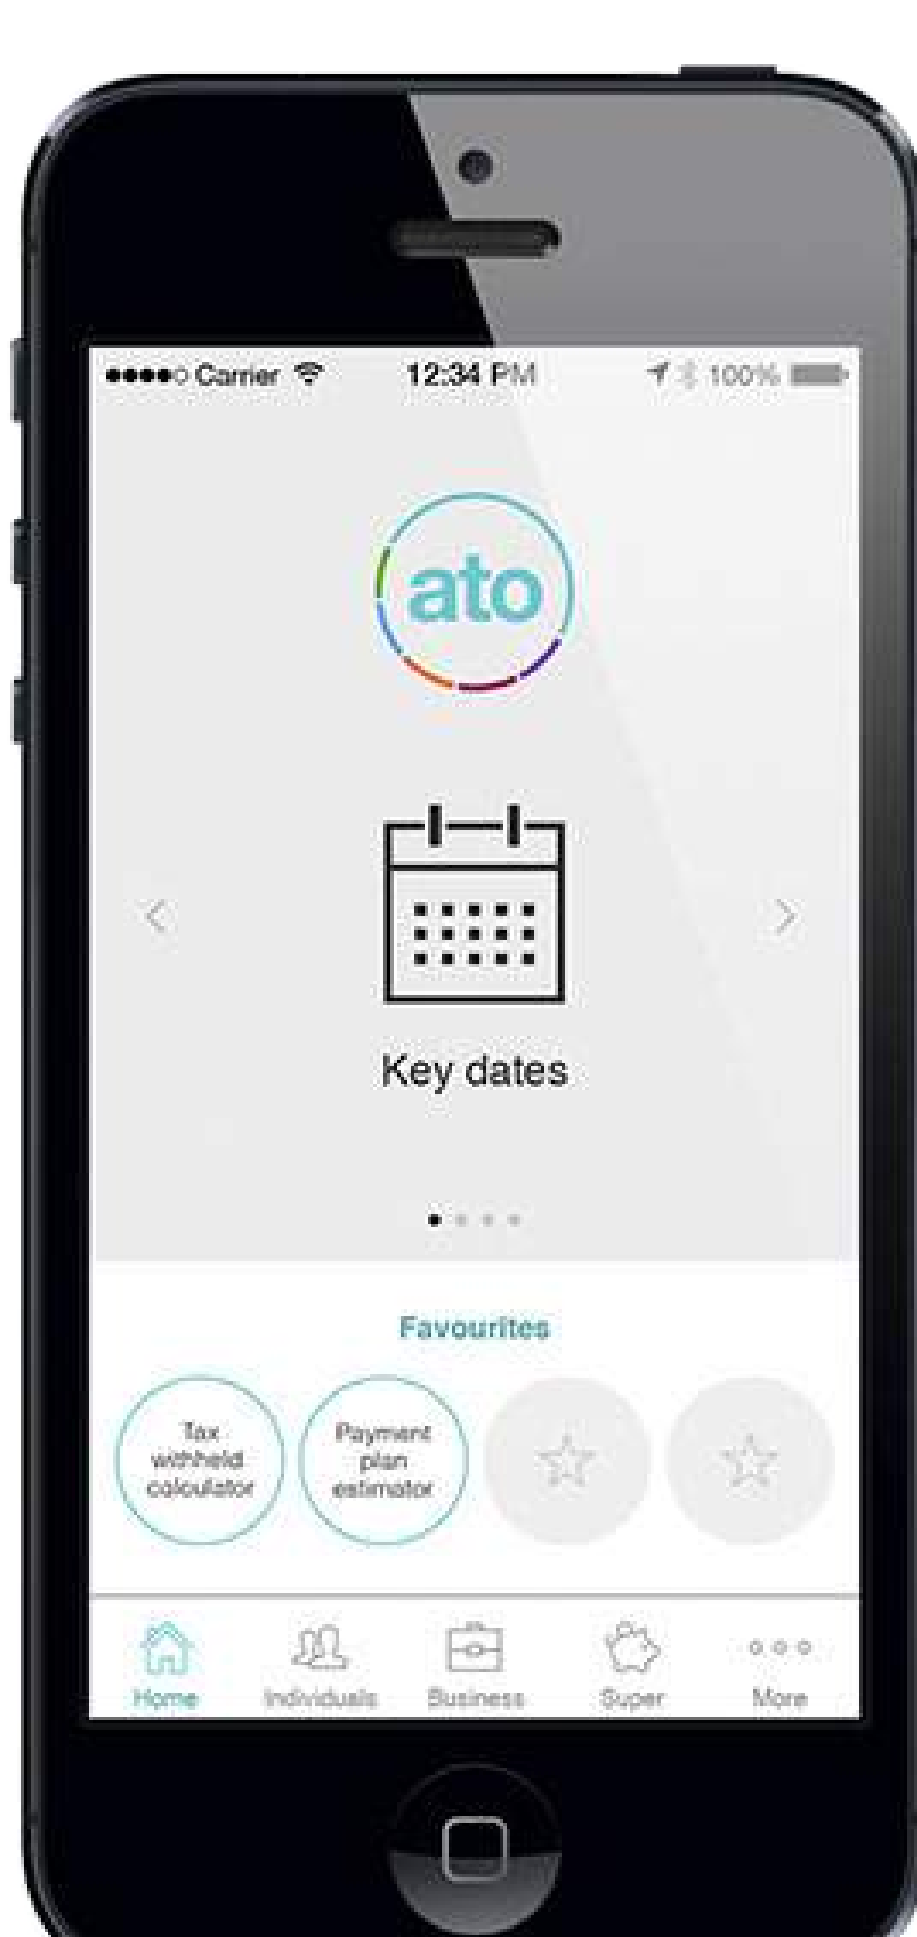 Carrier 12:34 PM 100%
ato
Key dates
Favourites
Tax
withheld
calculator
Payment
plan
estimator
Home Individuals Business Super More